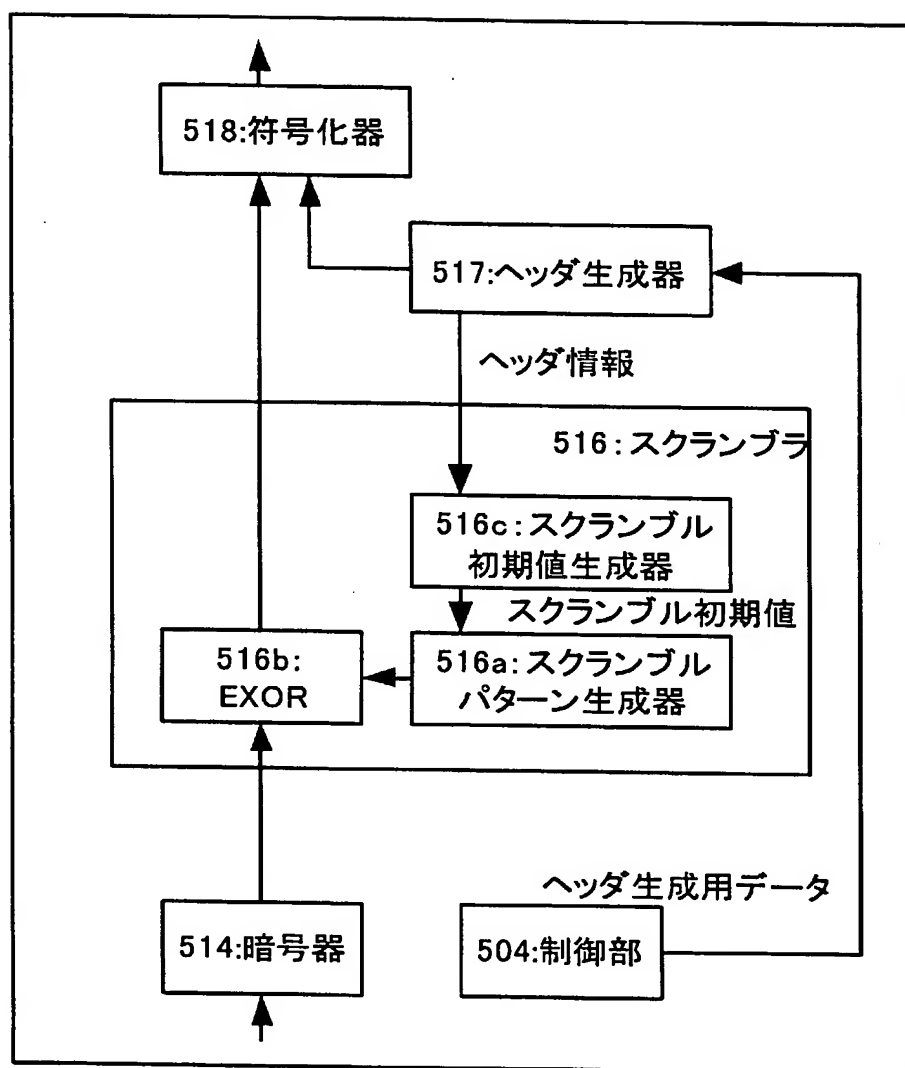 518:符号化器
517:ヘッダ生成器
ヘッダ情報
516:スクランブラ
516c:スクランブル
初期値生成器
スクランブル初期値
516b:
EXOR
516a:スクランブル
パターン生成器
ヘッダ生成用データ
514:暗号器
504:制御部